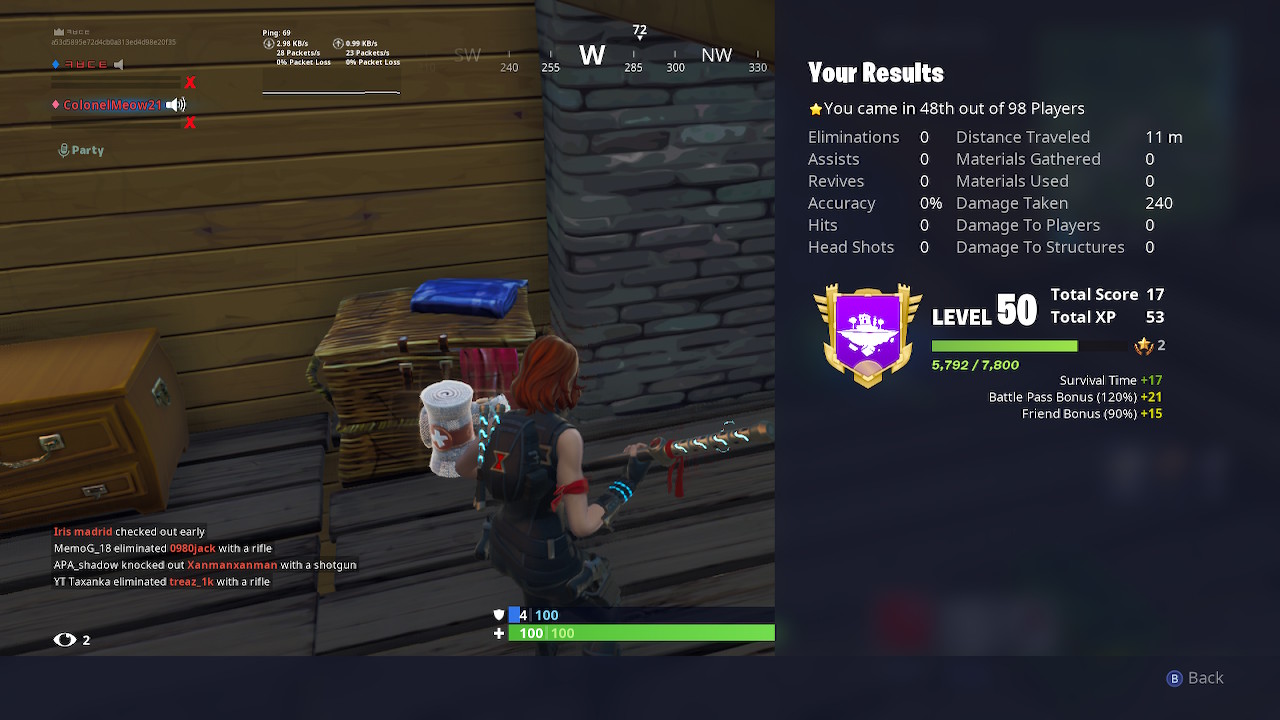 ꓱᗺᗡE
a53d5895e72d4cb0a313ed4d98e20f35
X
ColonelMeow21
X
Party
Ping: 69
2.98 KB/s 0.99 KB/s
28 Packets/s 23 Packets/s
0% Packet Loss 0% Packet Loss
72
SW W NW
240 255 285 300 330
Iris madrid checked out early
MemoG_18 eliminated 0980jack with a rifle
APA_shadow knocked out Xanmanxanman with a shotgun
YT Taxanka eliminated treaz_1k with a rifle
2
4 | 100
100 | 100
Your Results
You came in 48th out of 98 Players
Eliminations 0 Distance Traveled 11 m
Assists 0 Materials Gathered 0
Revives 0 Materials Used 0
Accuracy 0% Damage Taken 240
Hits 0 Damage To Players 0
Head Shots 0 Damage To Structures 0
LEVEL 50
Total Score 17
Total XP 53
2
5,792 / 7,800
Survival Time +17
Battle Pass Bonus (120%) +21
Friend Bonus (90%) +15
B Back